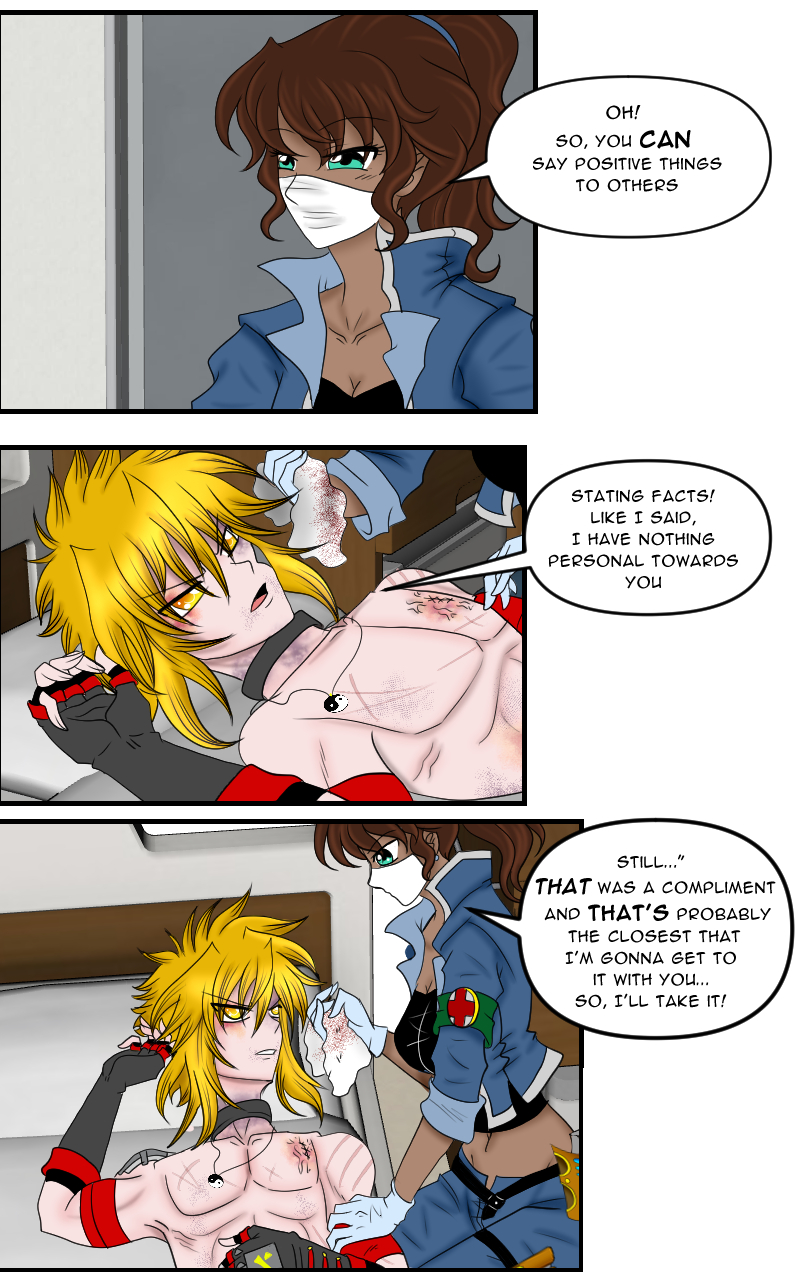 OH!
SO, YOU CAN
SAY POSITIVE THINGS
TO OTHERS
STATING FACTS!
LIKE I SAID,
I HAVE NOTHING
PERSONAL TOWARDS
YOU
STILL..."
THAT WAS A COMPLIMENT
AND THAT'S PROBABLY
THE CLOSEST THAT
I'M GONNA GET TO
IT WITH YOU...
SO, I'LL TAKE IT!